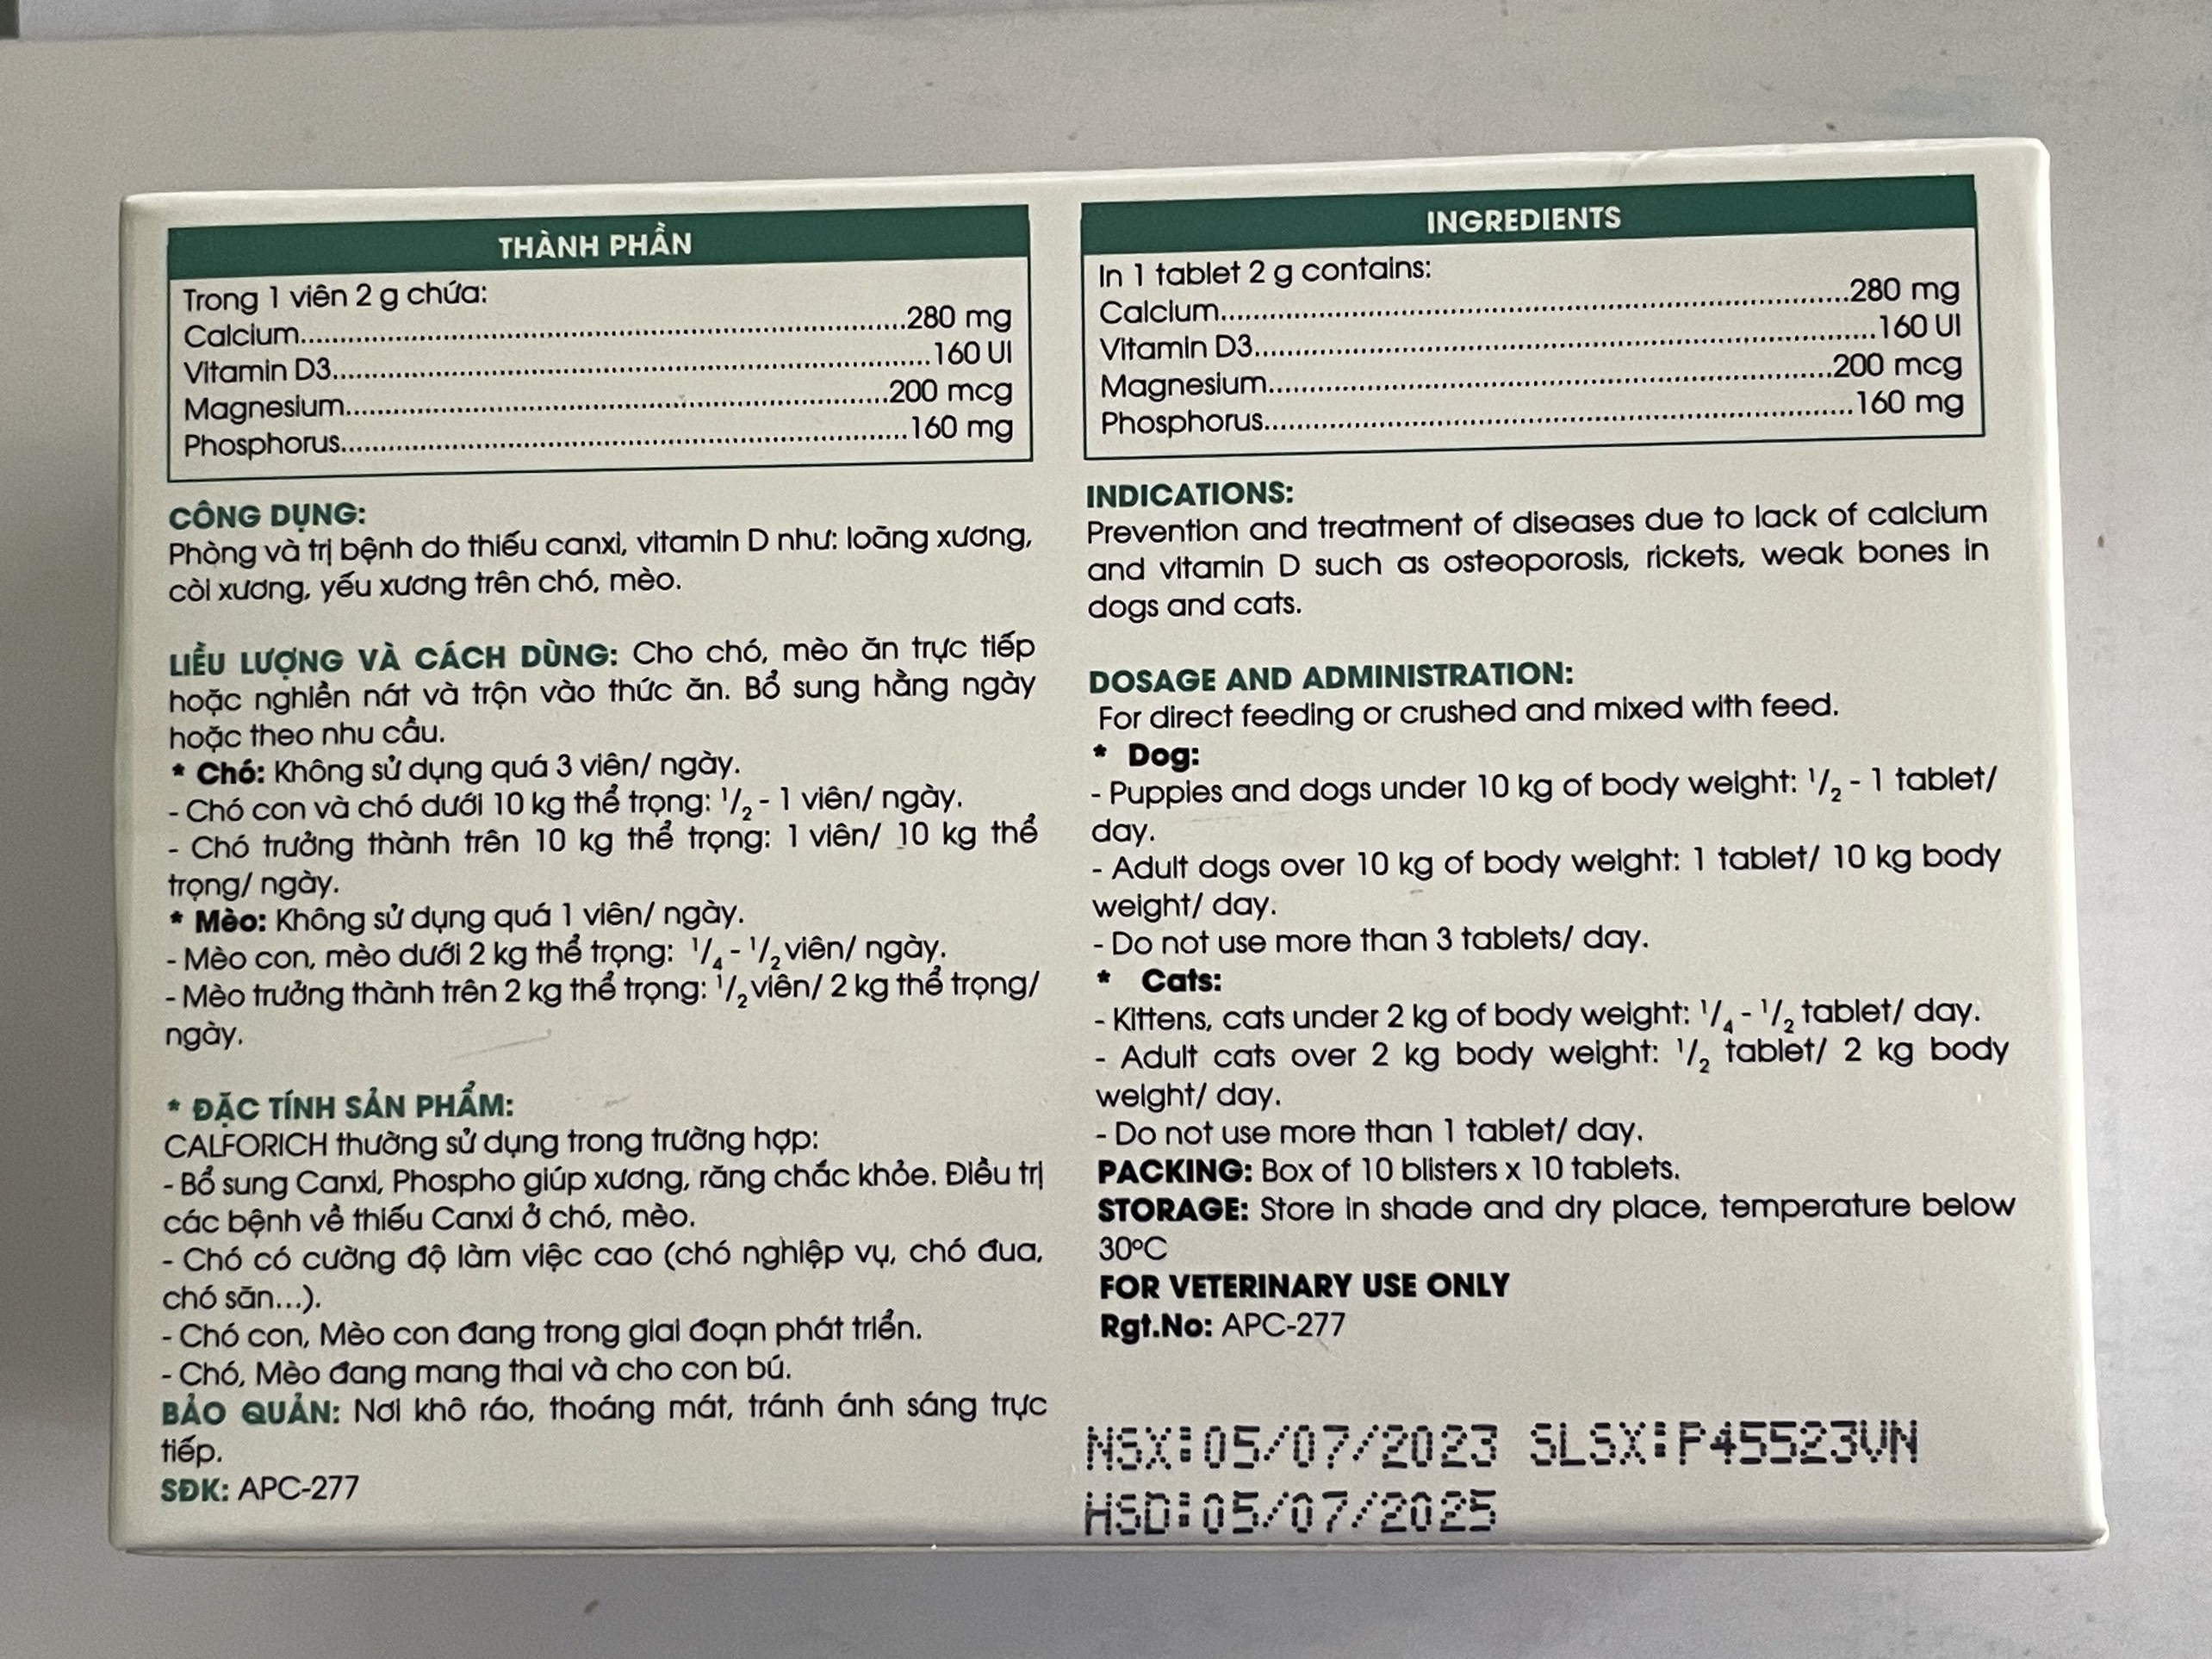 THÀNH PHẦN
Trong 1 viên 2 g chứa:
Calcium....................280 mg
Vitamin D3....................160 UI
Magnesium....................200 mcg
Phosphorus....................160 mg
CÔNG DỤNG:
Phòng và trị bệnh do thiếu canxi, vitamin D như: loãng xương,
còi xương, yếu xương trên chó, mèo.
LIỀU LƯỢNG VÀ CÁCH DÙNG: Cho chó, mèo ăn trực tiếp
hoặc nghiền nát và trộn vào thức ăn. Bổ sung hằng ngày
hoặc theo nhu cầu.
* Chó: Không sử dụng quá 3 viên/ ngày.
- Chó con và chó dưới 10 kg thể trọng: 1/2 - 1 viên/ ngày.
- Chó trưởng thành trên 10 kg thể trọng: 1 viên/ 10 kg thể
trọng/ ngày.
* Mèo: Không sử dụng quá 1 viên/ ngày.
- Mèo con, mèo dưới 2 kg thể trọng: 1/4 - 1/2 viên/ ngày.
- Mèo trưởng thành trên 2 kg thể trọng: 1/2 viên/ 2 kg thể trọng/
ngày.
* ĐẶC TÍNH SẢN PHẨM:
CALFORICH thường sử dụng trong trường hợp:
- Bổ sung Canxi, Phospho giúp xương, răng chắc khỏe. Điều trị
các bệnh về thiếu Canxi ở chó, mèo.
- Chó có cường độ làm việc cao (chó nghiệp vụ, chó đua,
chó săn...).
- Chó con, Mèo con đang trong giai đoạn phát triển.
- Chó, Mèo đang mang thai và cho con bú.
BẢO QUẢN: Nơi khô ráo, thoáng mát, tránh ánh sáng trực
tiếp.
SĐK: APC-277
INGREDIENTS
In 1 tablet 2 g contains:
Calcium....................280 mg
Vitamin D3....................160 UI
Magnesium....................200 mcg
Phosphorus....................160 mg
INDICATIONS:
Prevention and treatment of diseases due to lack of calcium
and vitamin D such as osteoporosis, rickets, weak bones in
dogs and cats.
DOSAGE AND ADMINISTRATION:
For direct feeding or crushed and mixed with feed.
* Dog:
- Puppies and dogs under 10 kg of body weight: 1/2 - 1 tablet/
day.
- Adult dogs over 10 kg of body weight: 1 tablet/ 10 kg body
weight/ day.
- Do not use more than 3 tablets/ day.
* Cats:
- Kittens, cats under 2 kg of body weight: 1/4 - 1/2 tablet/ day.
- Adult cats over 2 kg body weight: 1/2 tablet/ 2 kg body
weight/ day.
- Do not use more than 1 tablet/ day.
PACKING: Box of 10 blisters x 10 tablets.
STORAGE: Store in shade and dry place, temperature below
30°C
FOR VETERINARY USE ONLY
Rgt.No: APC-277
NSX:05/07/2023 SLSX:P45523VN
HSD:05/07/2025